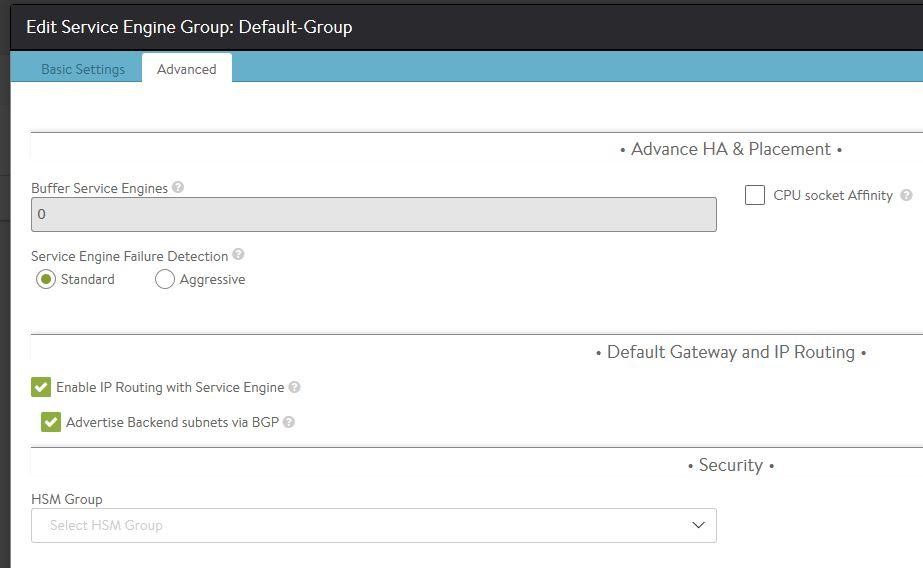 Edit Service Engine Group: Default-Group
Basic Settings
Advanced
• Advance HA & Placement •
Buffer Service Engines ?
CPU socket Affinity ?
0
Service Engine Failure Detection ?
Standard
Aggressive
• Default Gateway and IP Routing •
Enable IP Routing with Service Engine ?
Advertise Backend subnets via BGP ?
• Security •
HSM Group
Select HSM Group